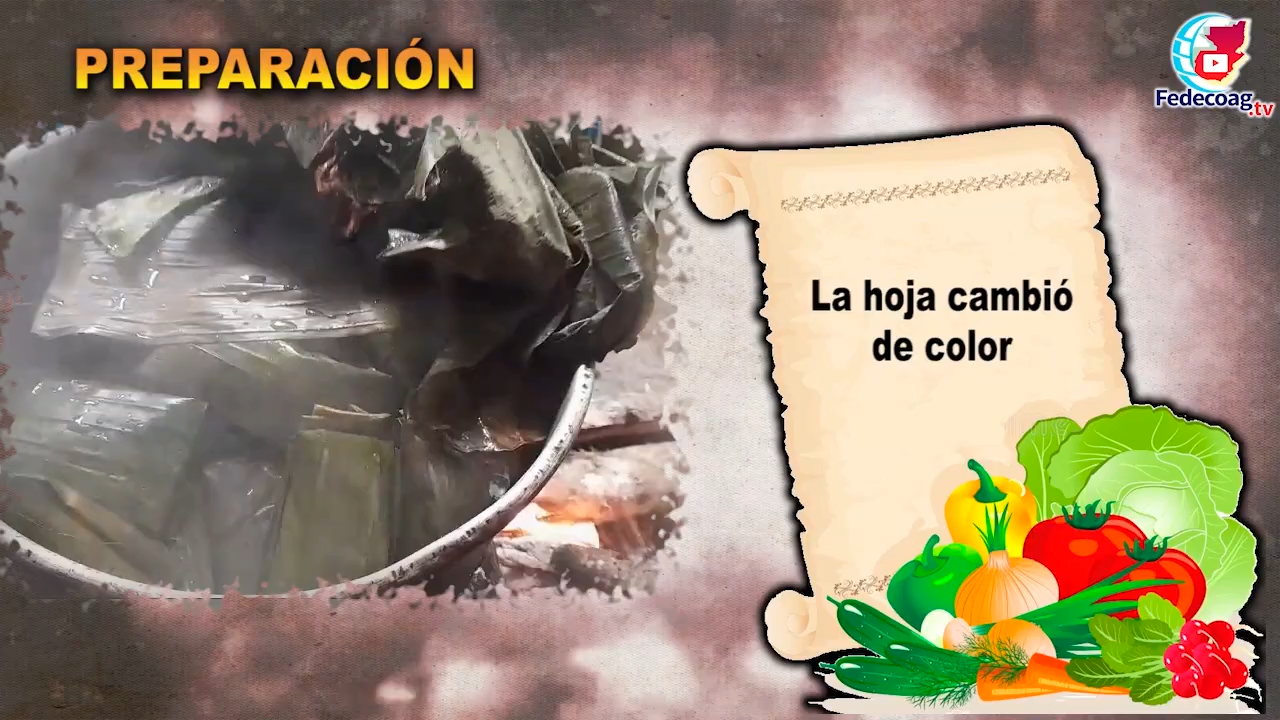 PREPARACIÓN
Fedecoag
.tv
La hoja cambió
de color